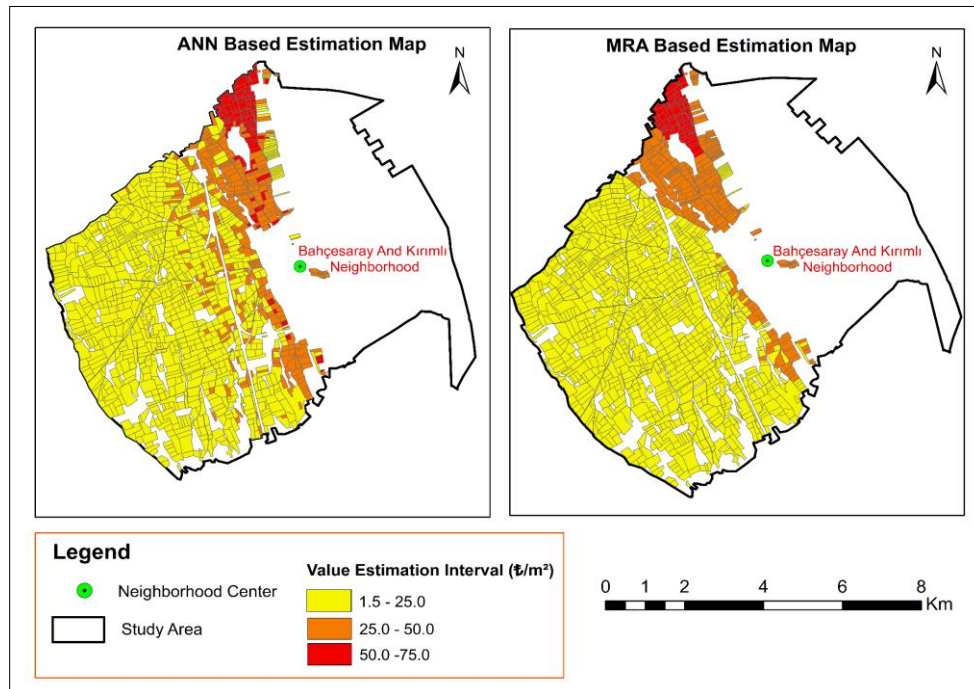 ANN Based Estimation Map
N
Bahçesaray And Kırımlı
Neighborhood
MRA Based Estimation Map
N
Bahçesaray And Kırımlı
Neighborhood
Legend
Neighborhood Center
Study Area
Value Estimation Interval (₺/m²)
1.5 - 25.0
25.0 - 50.0
50.0 -75.0
0 1 2 4 6 8
Km